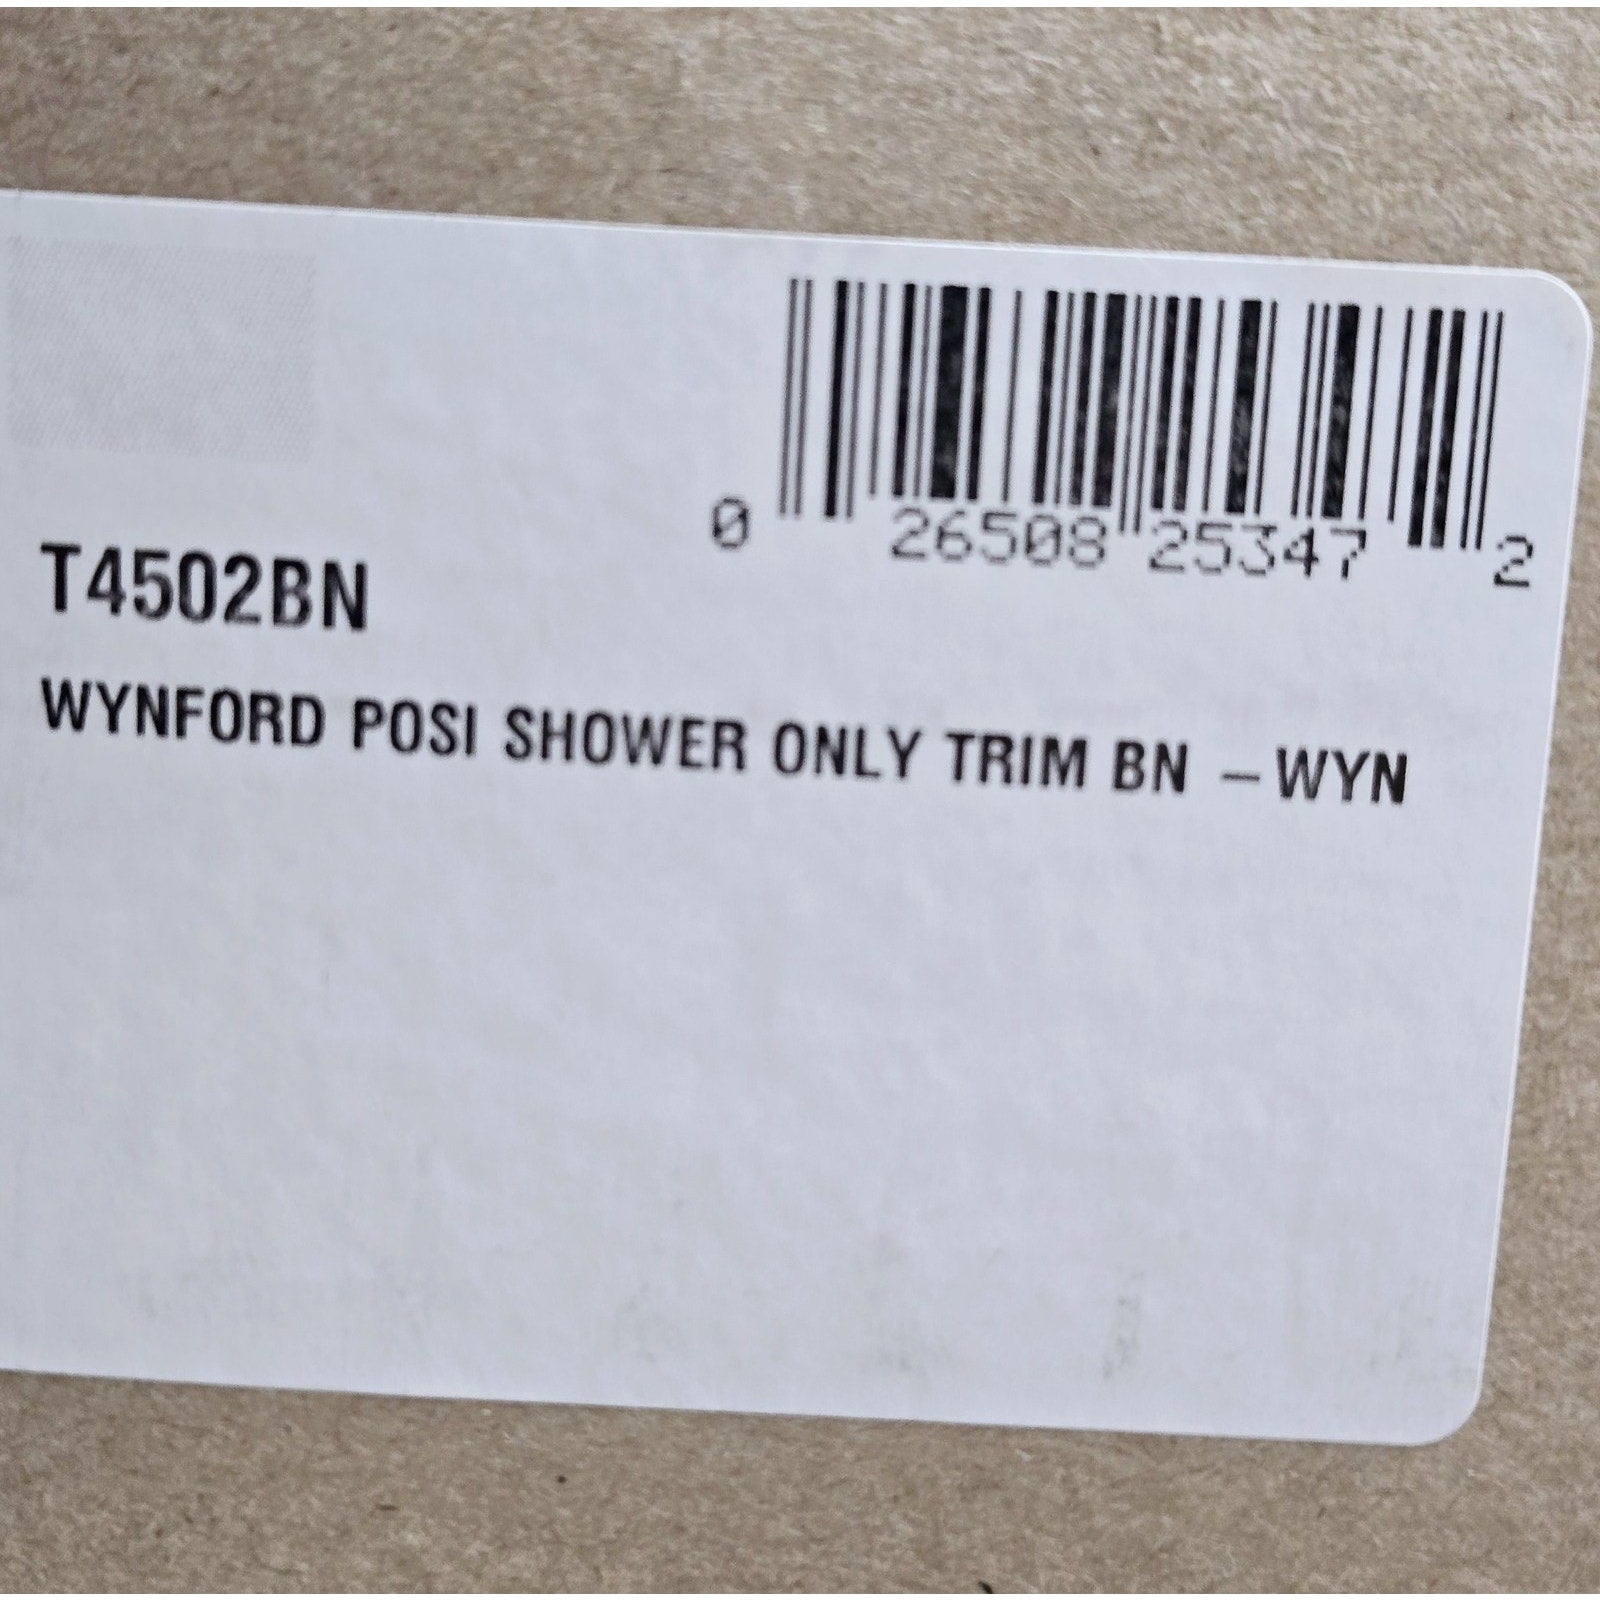 0 26508 25347 2
T4502BN
WYNFORD POSI SHOWER ONLY TRIM BN – WYN